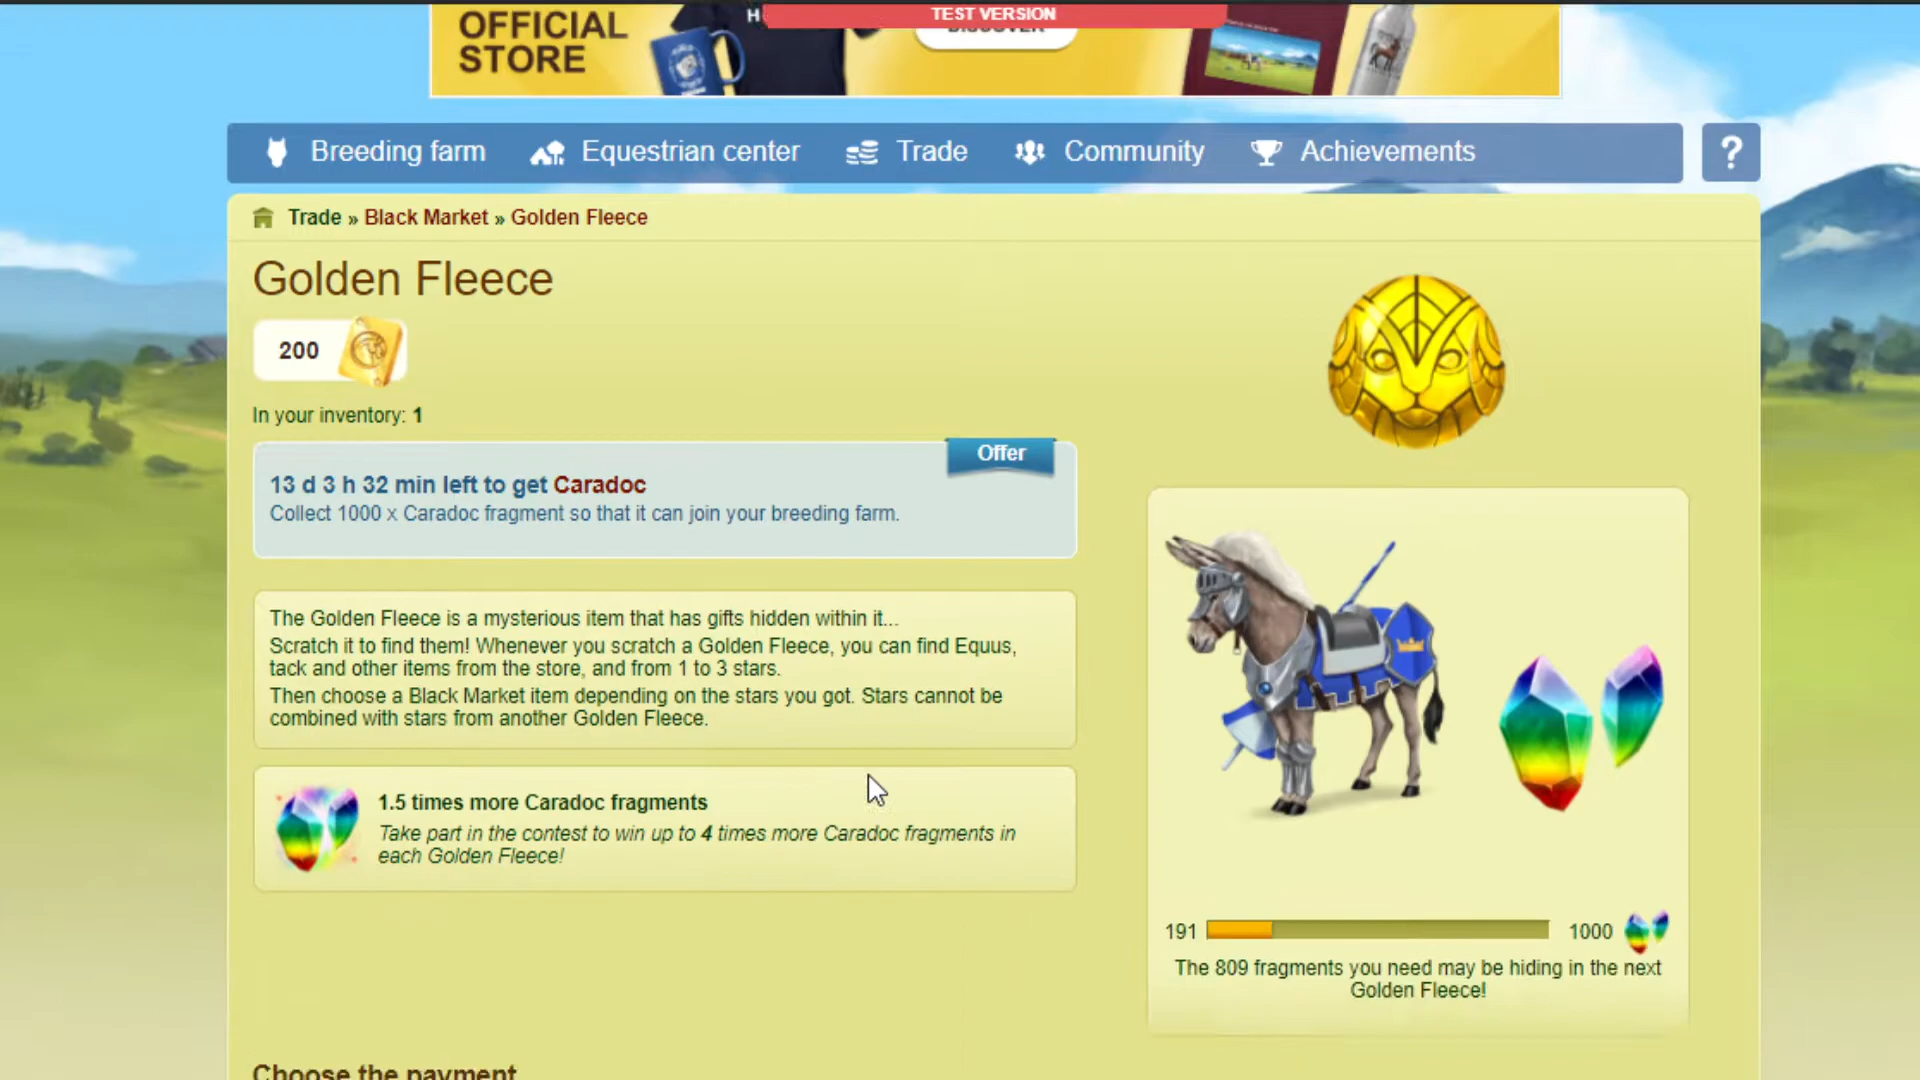 TEST VERSION
OFFICIAL
STORE
Breeding farm
Equestrian center
Trade
Community
Achievements
?
Trade » Black Market » Golden Fleece
Golden Fleece
200
In your inventory: 1
Offer
13 d 3 h 32 min left to get Caradoc
Collect 1000 x Caradoc fragment so that it can join your breeding farm.
The Golden Fleece is a mysterious item that has gifts hidden within it...
Scratch it to find them! Whenever you scratch a Golden Fleece, you can find Equus,
tack and other items from the store, and from 1 to 3 stars.
Then choose a Black Market item depending on the stars you got. Stars cannot be
combined with stars from another Golden Fleece.
1.5 times more Caradoc fragments
Take part in the contest to win up to 4 times more Caradoc fragments in
each Golden Fleece!
191
1000
The 809 fragments you need may be hiding in the next
Golden Fleece!
Choose the payment